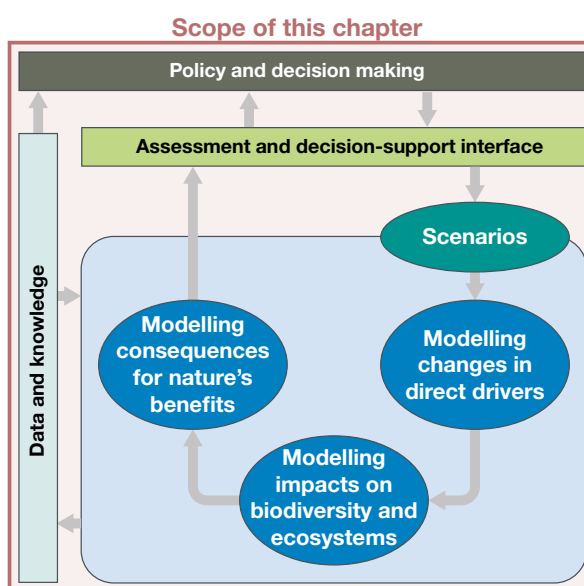 Scope of this chapter
Policy and decision making
Assessment and decision-support interface
Scenarios
Data and knowledge
Modelling
consequences
for nature's
benefits
Modelling
changes in
direct drivers
Modelling
impacts on
biodiversity and
ecosystems